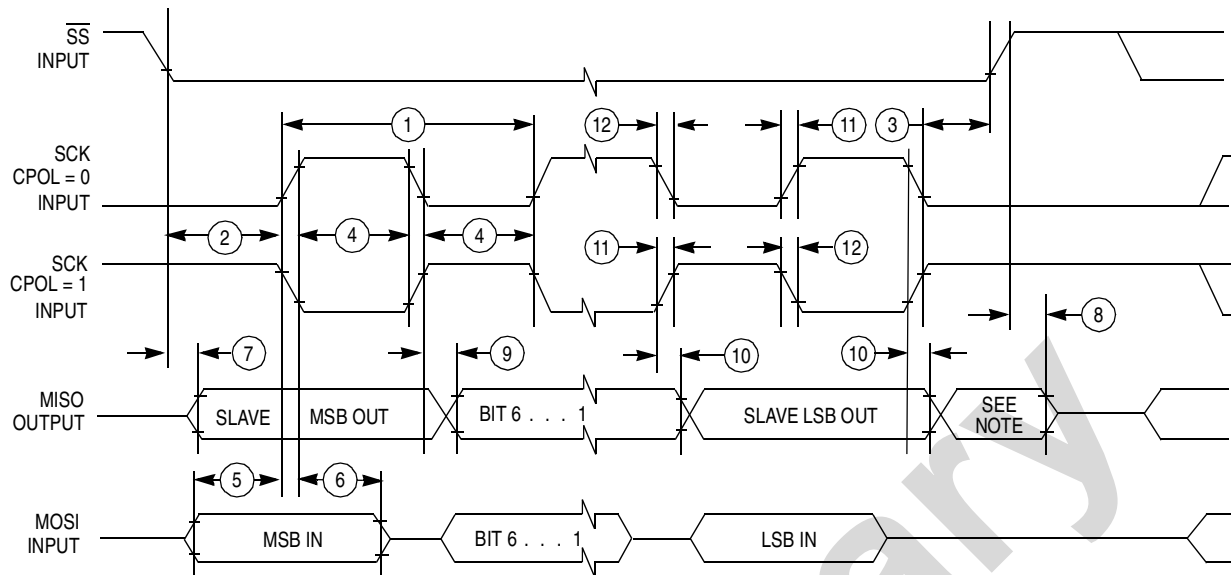 SS
INPUT
1
12
11
3
SCK
CPOL = 0
INPUT
2
4
4
11
12
SCK
CPOL = 1
INPUT
7
9
10
10
8
MISO
OUTPUT
SLAVE MSB OUT
BIT 6 . . . 1
SLAVE LSB OUT
SEE
NOTE
5
6
MOSI
INPUT
MSB IN
BIT 6 . . . 1
LSB IN
ary